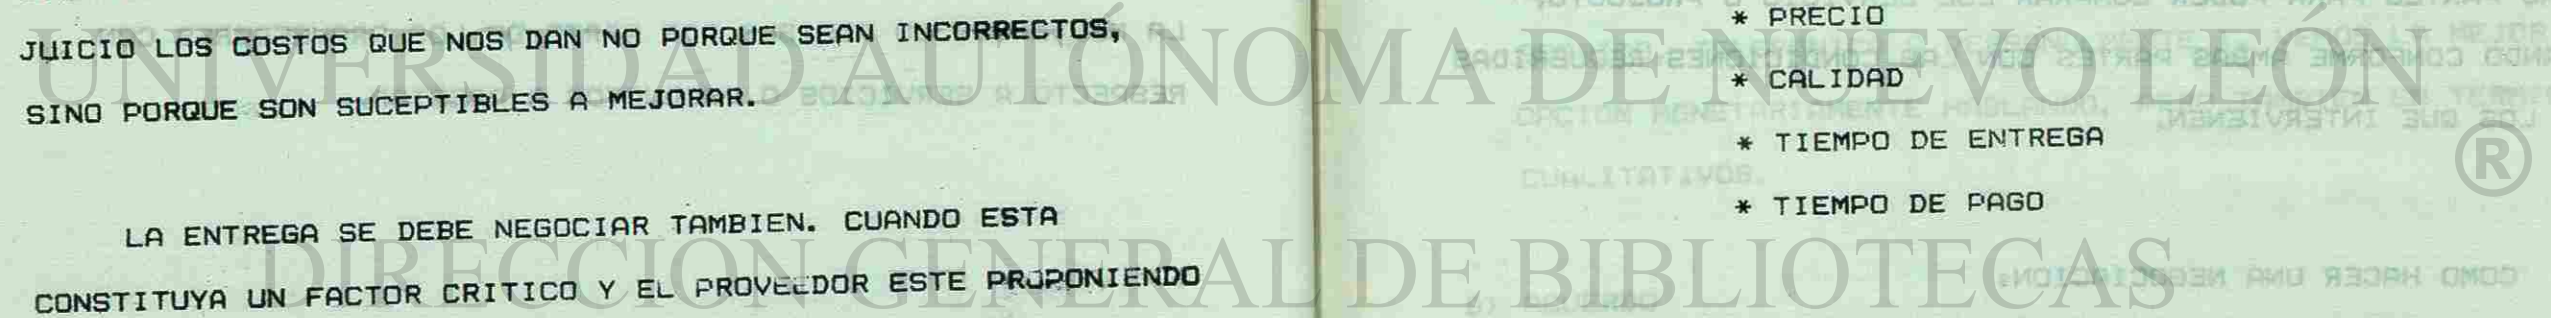 JUICIO LOS COSTOS QUE NOS DAN NO PORQUE SEAN INCORRECTOS,
SINO PORQUE SON SUCEPTIBLES A MEJORAR.
LA ENTREGA SE DEBE NEGOCIAR TAMBIEN. CUANDO ESTA
CONSTITUYA UN FACTOR CRITICO Y EL PROVEEDOR ESTE PROPONIENDO
* PRECIO
* CALIDAD
* TIEMPO DE ENTREGA
* TIEMPO DE PAGO
UNIVERSIDAD AUTÓNOMA DE NUEVO LEÓN
®
DIRECCION GENERAL DE BIBLIOTECAS